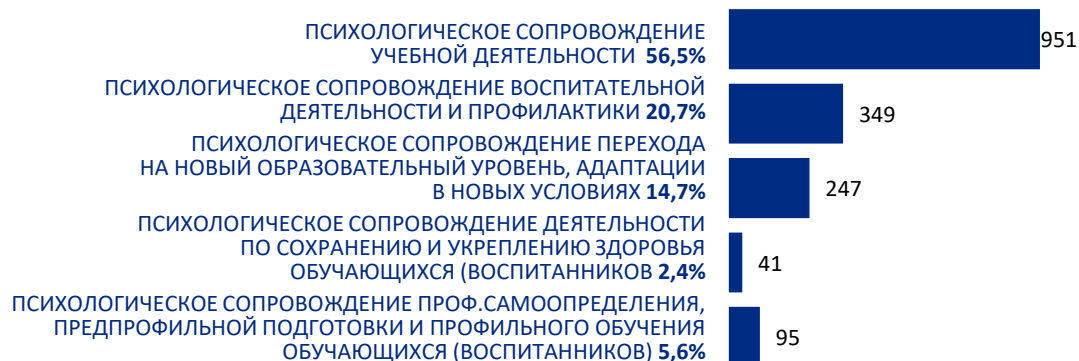 ПСИХОЛОГИЧЕСКОЕ СОПРОВОЖДЕНИЕ
УЧЕБНОЙ ДЕЯТЕЛЬНОСТИ 56,5%
951
ПСИХОЛОГИЧЕСКОЕ СОПРОВОЖДЕНИЕ ВОСПИТАТЕЛЬНОЙ
ДЕЯТЕЛЬНОСТИ И ПРОФИЛАКТИКИ 20,7%
349
ПСИХОЛОГИЧЕСКОЕ СОПРОВОЖДЕНИЕ ПЕРЕХОДА
НА НОВЫЙ ОБРАЗОВАТЕЛЬНЫЙ УРОВЕНЬ, АДАПТАЦИИ
В НОВЫХ УСЛОВИЯХ 14,7%
247
ПСИХОЛОГИЧЕСКОЕ СОПРОВОЖДЕНИЕ ДЕЯТЕЛЬНОСТИ
ПО СОХРАНЕНИЮ И УКРЕПЛЕНИЮ ЗДОРОВЬЯ
ОБУЧАЮЩИХСЯ (ВОСПИТАННИКОВ 2,4%
41
ПСИХОЛОГИЧЕСКОЕ СОПРОВОЖДЕНИЕ ПРОФ.САМООПРЕДЕЛЕНИЯ,
ПРЕДПРОФИЛЬНОЙ ПОДГОТОВКИ И ПРОФИЛЬНОГО ОБУЧЕНИЯ
ОБУЧАЮЩИХСЯ (ВОСПИТАННИКОВ) 5,6%
95